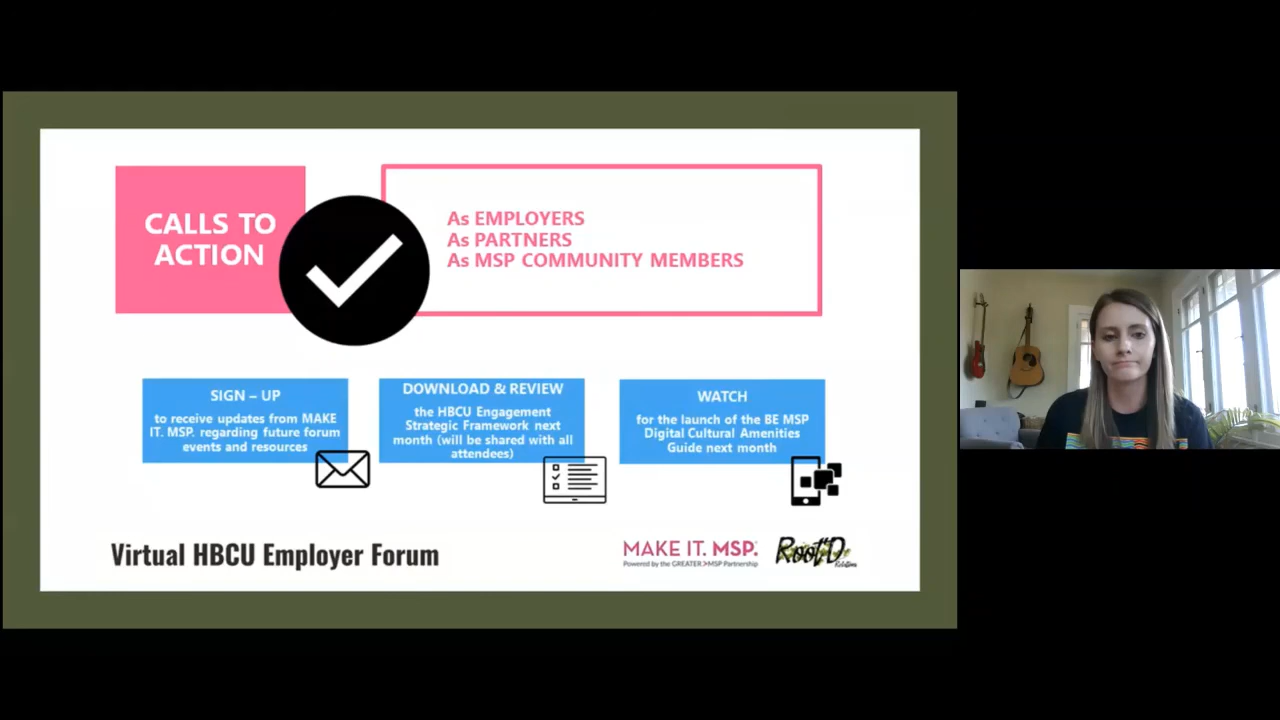 CALLS TO
ACTION
As EMPLOYERS
As PARTNERS
As MSP COMMUNITY MEMBERS
SIGN – UP
to receive updates from MAKE
IT. MSP. regarding future forum
events and resources
DOWNLOAD & REVIEW
the HBCU Engagement
Strategic Framework next
month (will be shared with all
attendees)
WATCH
for the launch of the BE MSP
Digital Cultural Amenities
Guide next month
Virtual HBCU Employer Forum
MAKE IT. MSP.
Powered by the GREATER>MSP Partnership
Root'D
Relations